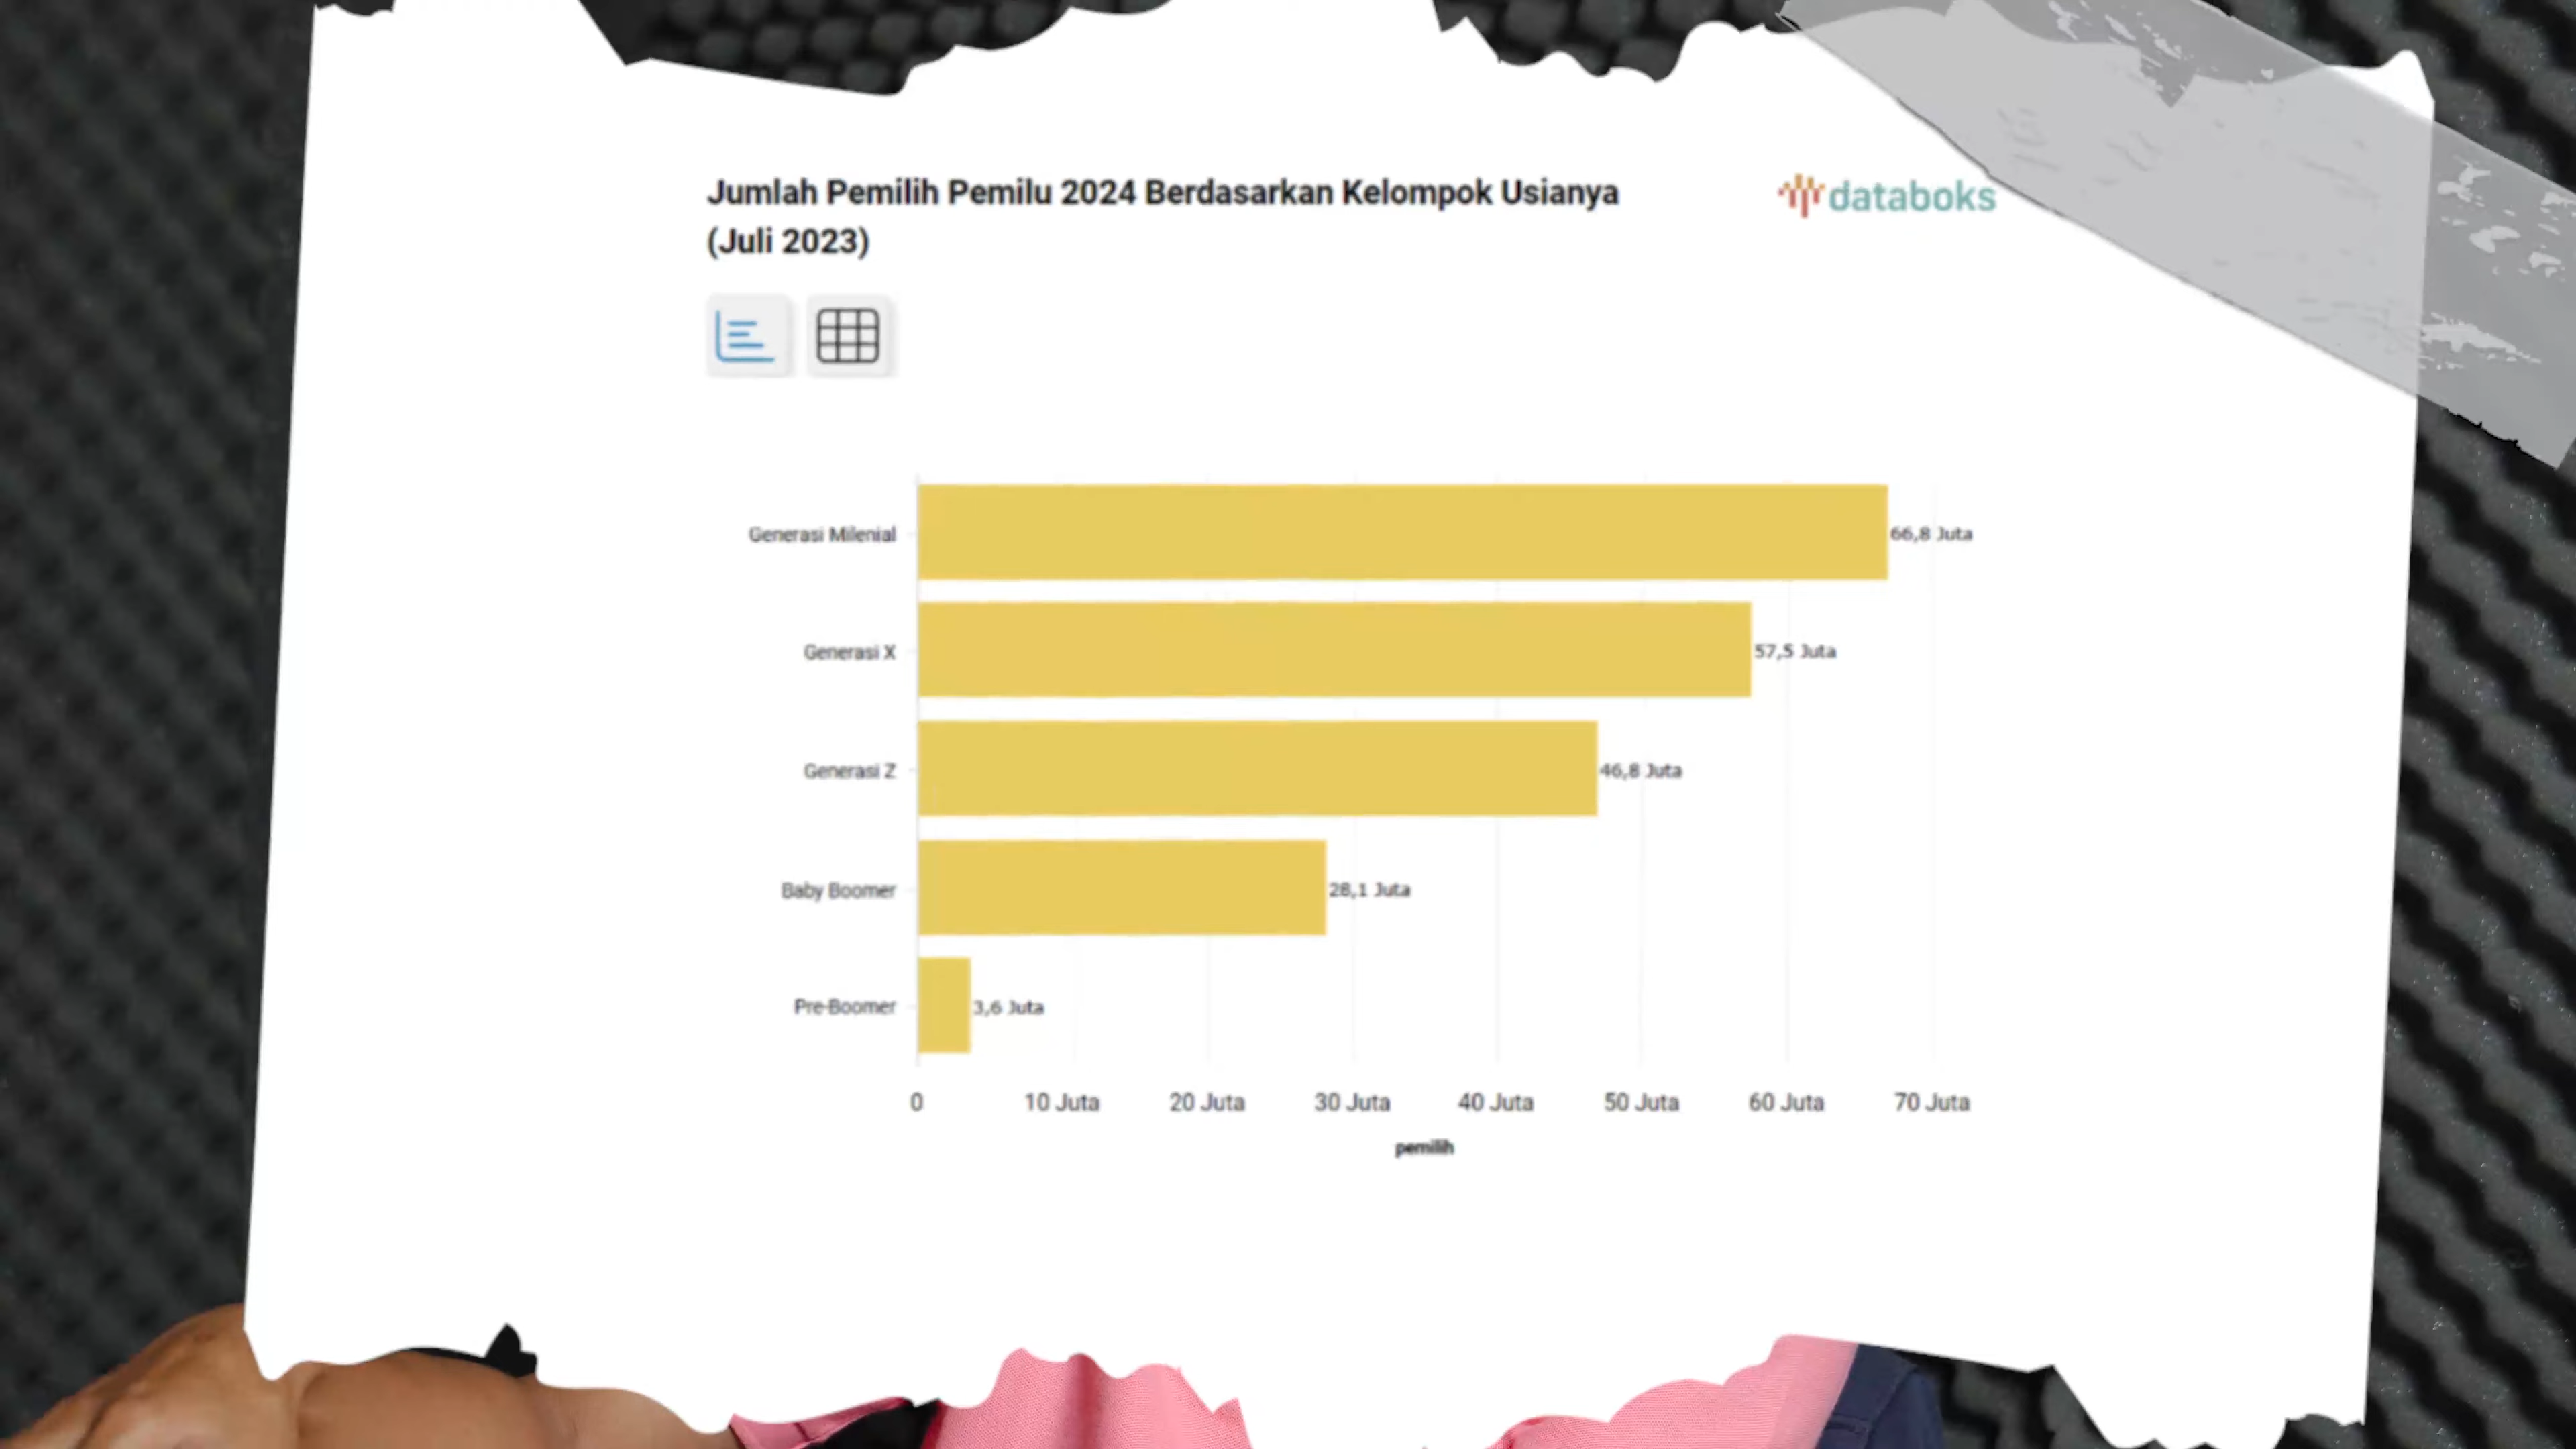 Jumlah Pemilih Pemilu 2024 Berdasarkan Kelompok Usianya
(Juli 2023)
databoks
Generasi Milenial
66,8 Juta
Generasi X
57,5 Juta
Generasi Z
46,8 Juta
Baby Boomer
28,1 Juta
Pre-Boomer
3,6 Juta
0 10 Juta 20 Juta 30 Juta 40 Juta 50 Juta 60 Juta 70 Juta
pemilih